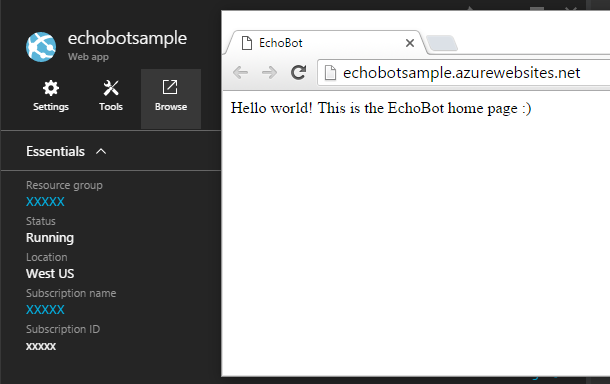 echobotsample
Web app
Settings
Tools
Browse
Essentials
Resource group
XXXXX
Status
Running
Location
West US
Subscription name
XXXXX
Subscription ID
xxxxx
EchoBot
echobotsample.azurewebsites.net
Hello world! This is the EchoBot home page :)